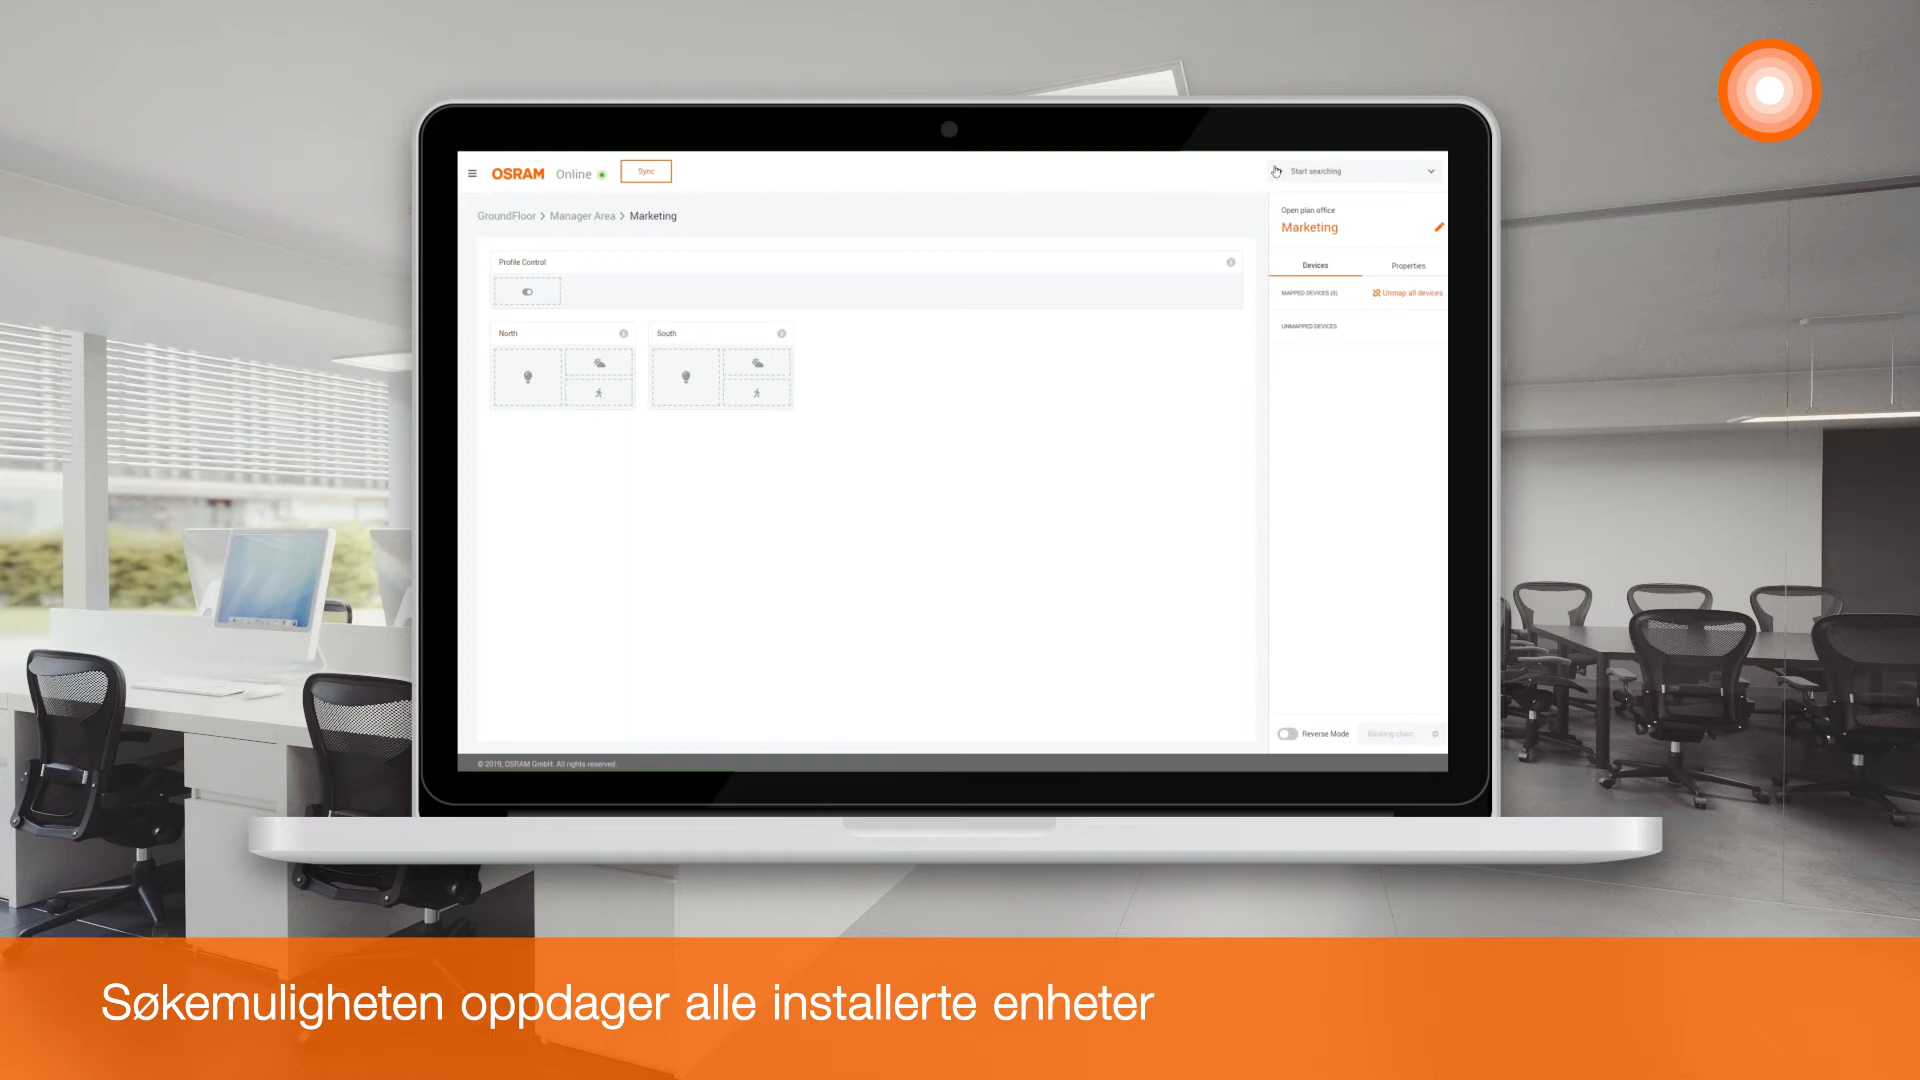 OSRAM Online Sync
Start searching
GroundFloor > Manager Area > Marketing
Open plan office
Marketing
Profile Control
Devices Properties
MAPPED DEVICES (0) Unmap all devices
UNMAPPED DEVICES
North South
Reverse Mode Blinking chain
© 2019, OSRAM GmbH. All rights reserved.
Søkemuligheten oppdager alle installerte enheter